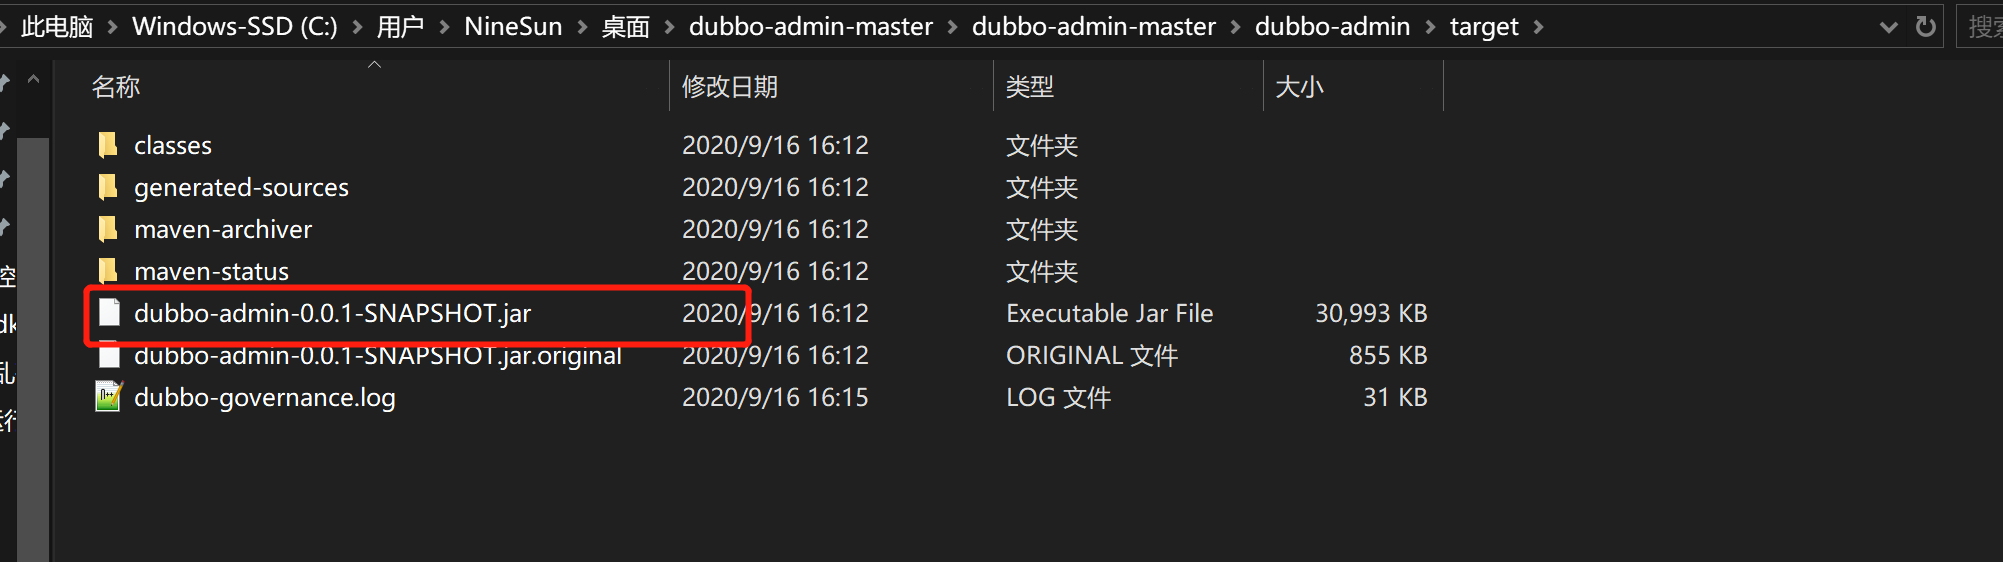 此电脑 > Windows-SSD (C:) > 用户 > NineSun > 桌面 > dubbo-admin-master > dubbo-admin-master > dubbo-admin > target >
名称 修改日期 类型 大小
classes 2020/9/16 16:12 文件夹
generated-sources 2020/9/16 16:12 文件夹
maven-archiver 2020/9/16 16:12 文件夹
maven-status 2020/9/16 16:12 文件夹
dubbo-admin-0.0.1-SNAPSHOT.jar 2020/9/16 16:12 Executable Jar File 30,993 KB
dubbo-admin-0.0.1-SNAPSHOT.jar.original 2020/9/16 16:12 ORIGINAL 文件 855 KB
dubbo-governance.log 2020/9/16 16:15 LOG 文件 31 KB